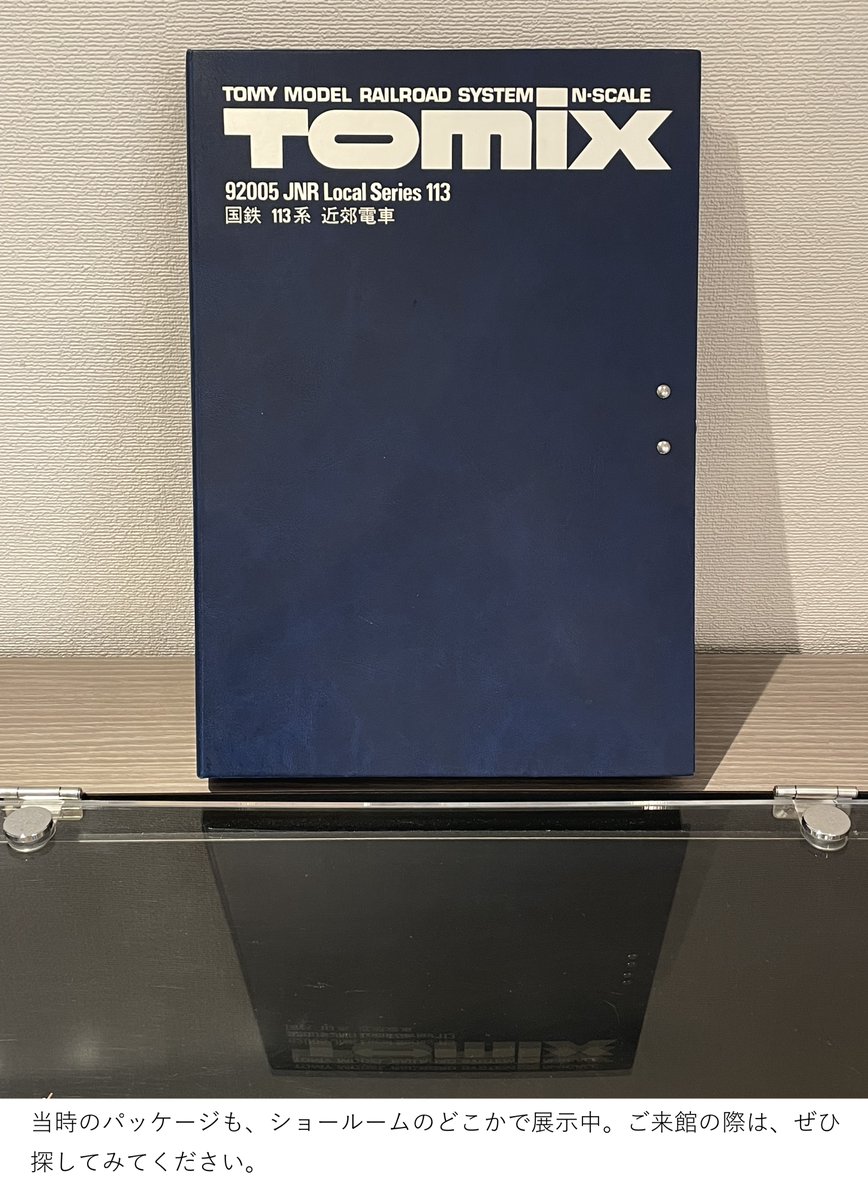 TOMY MODEL RAILROAD SYSTEM N·SCALE
TOMIX
92005 JNR Local Series 113
国鉄 113系 近郊電車
当時のパッケージも、ショールームのどこかで展示中。ご来館の際は、ぜひ
探してみてください。